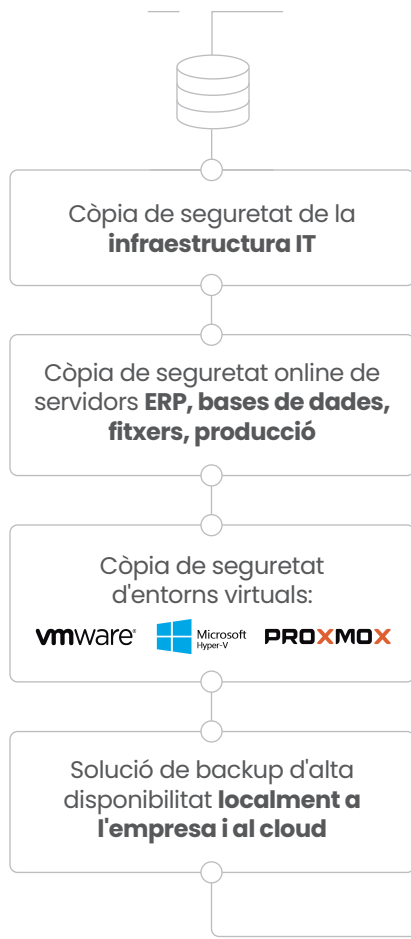 Còpia de seguretat de la
infraestructura IT
Còpia de seguretat online de
servidors ERP, bases de dades,
fitxers, producció
Còpia de seguretat
d'entorns virtuals:
vmware® Microsoft Hyper-V PROXMOX
Solució de backup d'alta
disponibilitat localment a
l'empresa i al cloud